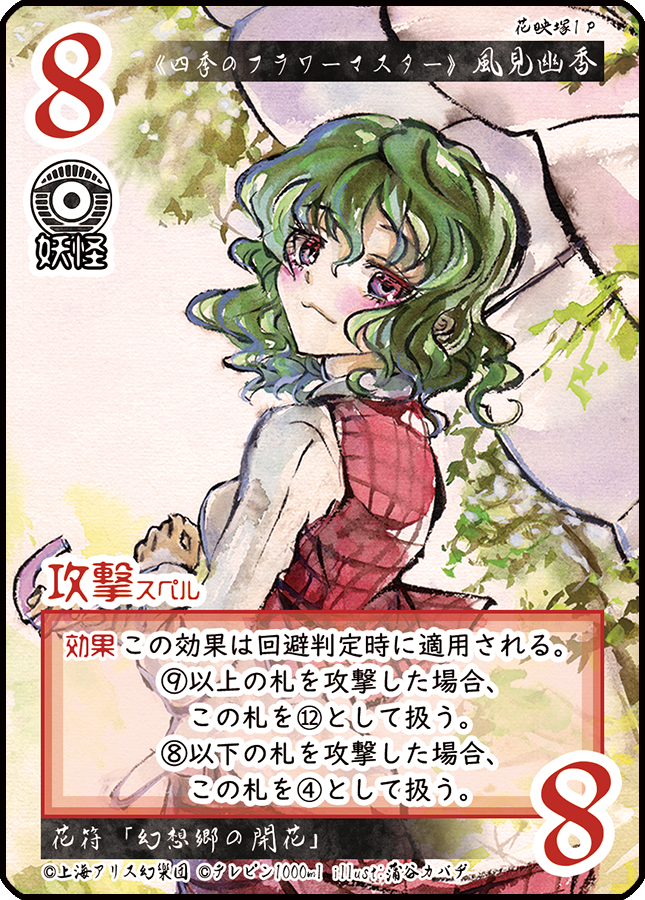 花映塚1P
8
《四季のフラワーマスター》 風見幽香
妖怪
攻撃スペル
効果 この効果は回避判定時に適用される。
⑨以上の札を攻撃した場合、
この札を⑫として扱う。
⑧以下の札を攻撃した場合、
この札を④として扱う。
8
花符「幻想郷の開花」
©上海アリス幻樂団 ©テレピン1000ml illust:蒲谷カバヂ